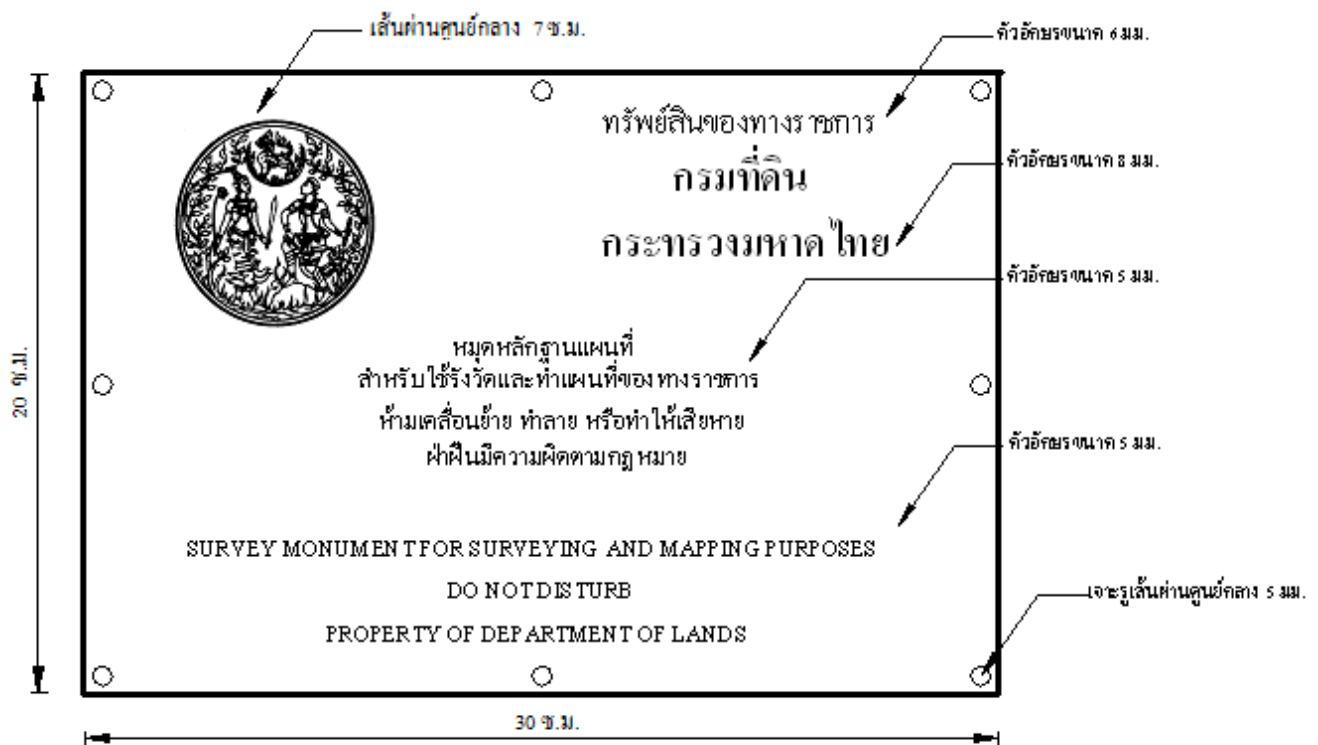 เส้นผ่านศูนย์กลาง 7 ซ.ม.
ตัวอักษรขนาด 6 มม.
ทรัพย์สินของทางราชการ
ตัวอักษรขนาด 8 มม.
กรมที่ดิน
กระทรวงมหาดไทย
ตัวอักษรขนาด 5 มม.
หมุดหลักฐานแผนที่
สำหรับใช้รังวัดและทำแผนที่ของทางราชการ
20 ซ.ม.
ห้ามเคลื่อนย้าย ทำลาย หรือทำให้เสียหาย
ตัวอักษรขนาด 5 มม.
ฝ่าฝืนมีความผิดตามกฎหมาย
SURVEY MONUMENT FOR SURVEYING AND MAPPING PURPOSES
DO NOT DISTURB
เจาะรูเส้นผ่านศูนย์กลาง 5 มม.
PROPERTY OF DEPARTMENT OF LANDS
30 ซ.ม.